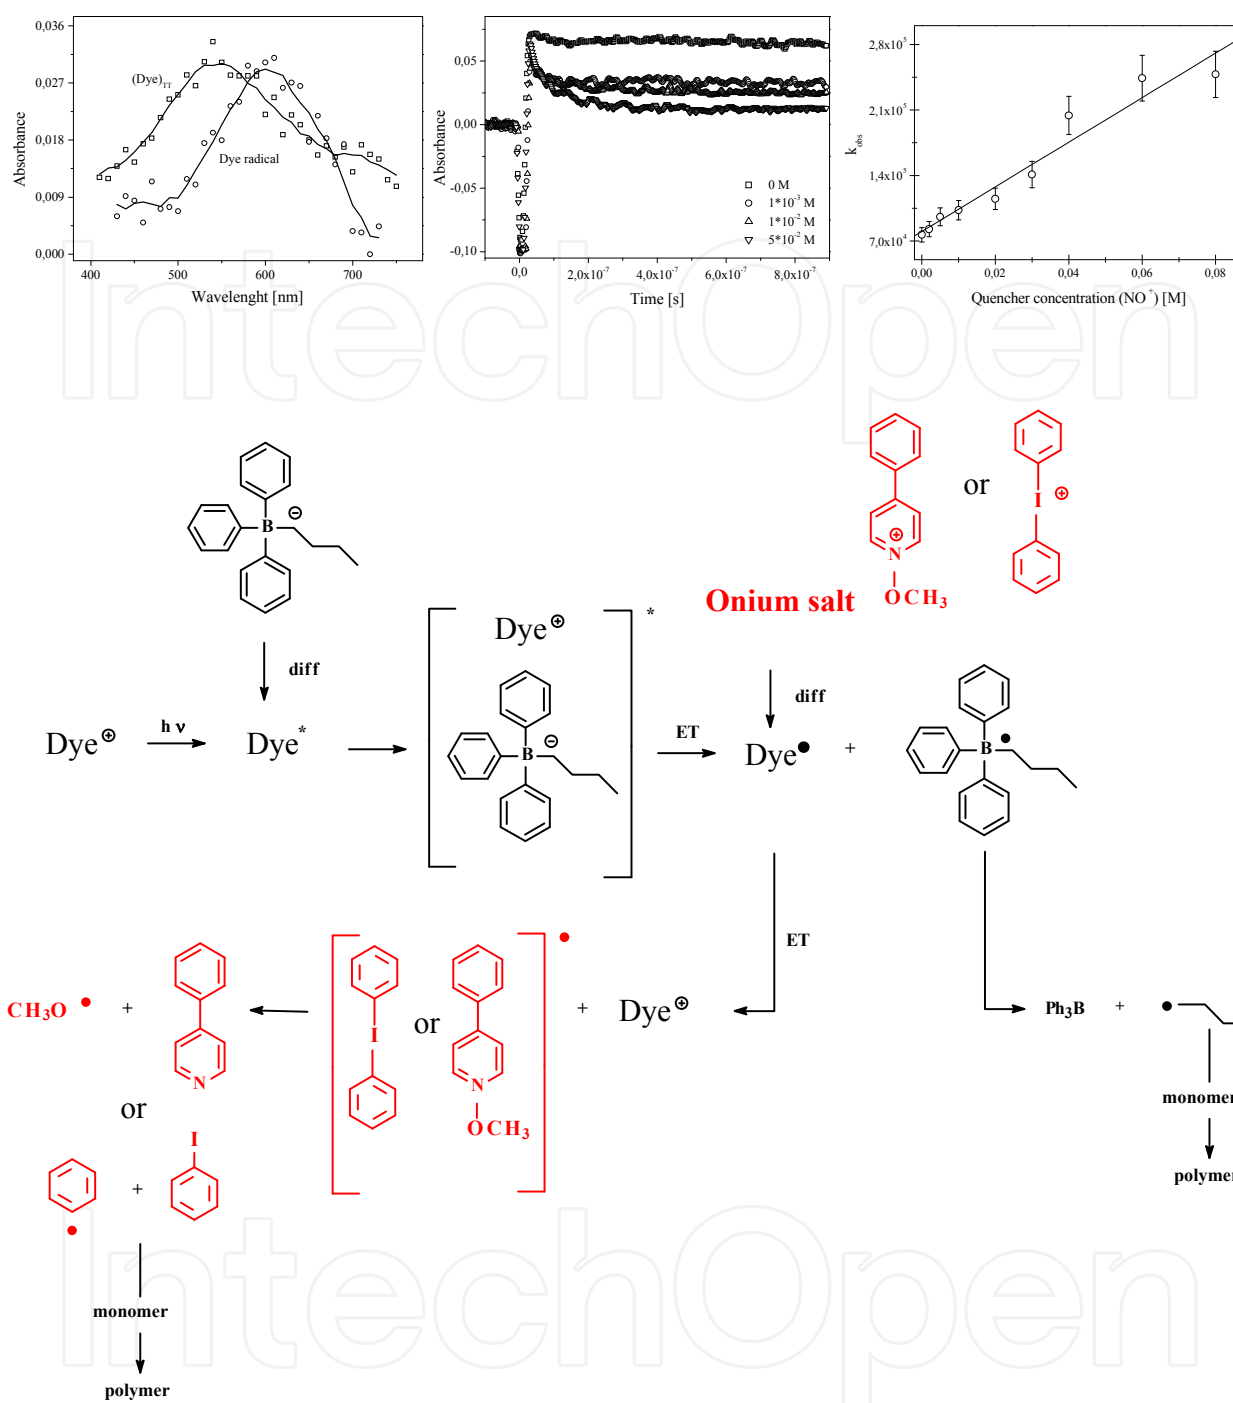 0,036
0,027
0,018
0,009
0,000
Absorbance
(Dye)TT
Dye radical
400 500 600 700
Wavelenght [nm]
0,05
0,00
-0,05
-0,10
Absorbance
0 M
1*10⁻³ M
1*10⁻² M
5*10⁻² M
0,0 2,0x10⁻⁷ 4,0x10⁻⁷ 6,0x10⁻⁷ 8,0x10⁻⁷
Time [s]
2,8x10⁵
2,1x10⁵
1,4x10⁵
7,0x10⁴
kobs
0,00 0,02 0,04 0,06 0,08
Quencher concentration (NO⁺) [M]
IntechOpen
B ⊖
or
I ⊕
⊕
N
OCH3
Onium salt
*
Dye⊕
diff
diff
Dye⊕ hν Dye* B ⊖ ET Dye● + B●
ET
CH3O● + N
or
I
or
N
OCH3
● + Dye⊕
Ph3B + ●
monomer
polymer
or
I
+
●
monomer
polymer
IntechOpen